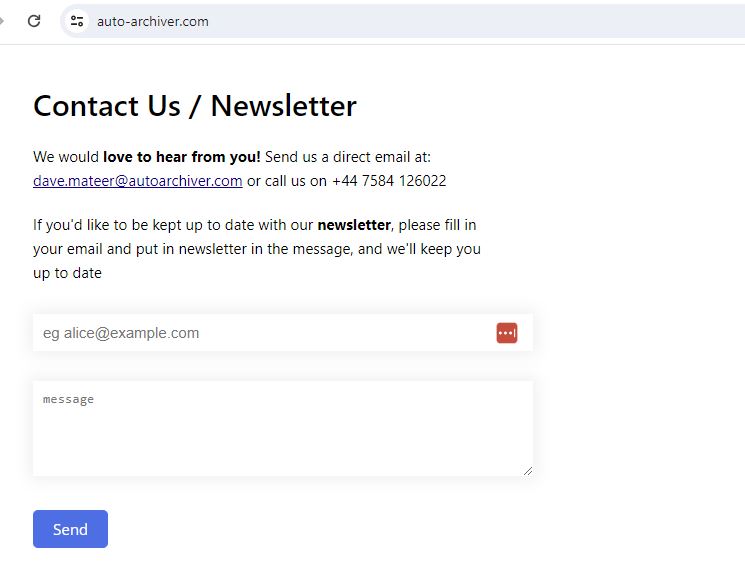 auto-archiver.com
Contact Us / Newsletter
We would love to hear from you! Send us a direct email at:
dave.mateer@autoarchiver.com or call us on +44 7584 126022
If you'd like to be kept up to date with our newsletter, please fill in
your email and put in newsletter in the message, and we'll keep you
up to date
eg alice@example.com
message
Send